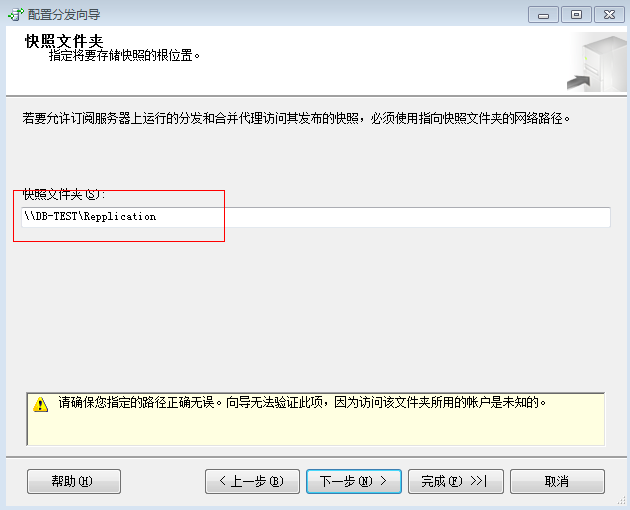 配置分发向导
快照文件夹
指定将要存储快照的根位置。
若要允许订阅服务器上运行的分发和合并代理访问其发布的快照，必须使用指向快照文件夹的网络路径。
快照文件夹(S):
\\DB-TEST\Repplication
请确保您指定的路径正确无误。向导无法验证此项，因为访问该文件夹所用的帐户是未知的。
帮助(H)
< 上一步(B)
下一步(N) >
完成(F) >>|
取消